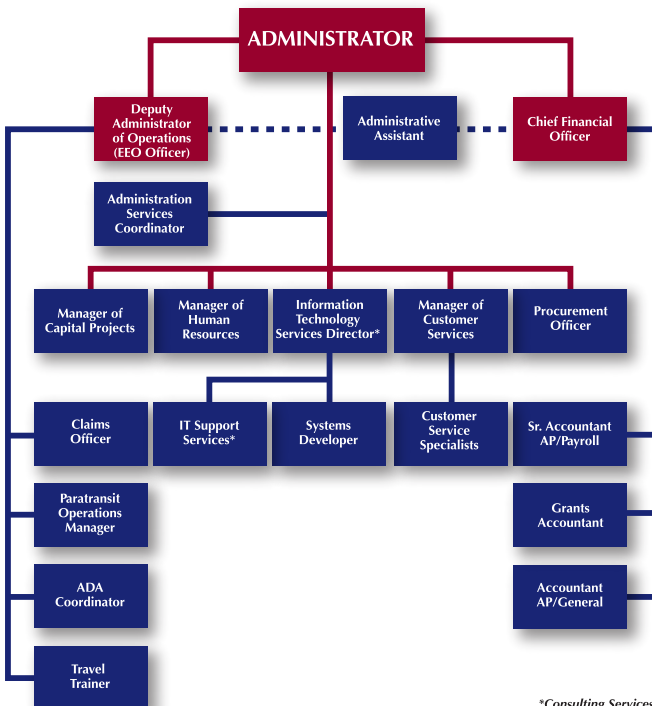 ADMINISTRATOR
Deputy
Administrator
of Operations
(EEO Officer)
Administrative
Assistant
Chief Financial
Officer
Administration
Services
Coordinator
Manager of
Capital Projects
Manager of
Human
Resources
Information
Technology
Services Director*
Manager of
Customer
Services
Procurement
Officer
Claims
Officer
IT Support
Services*
Systems
Developer
Customer
Service
Specialists
Sr. Accountant
AP/Payroll
Paratransit
Operations
Manager
Grants
Accountant
ADA
Coordinator
Accountant
AP/General
Travel
Trainer
*Consulting Services